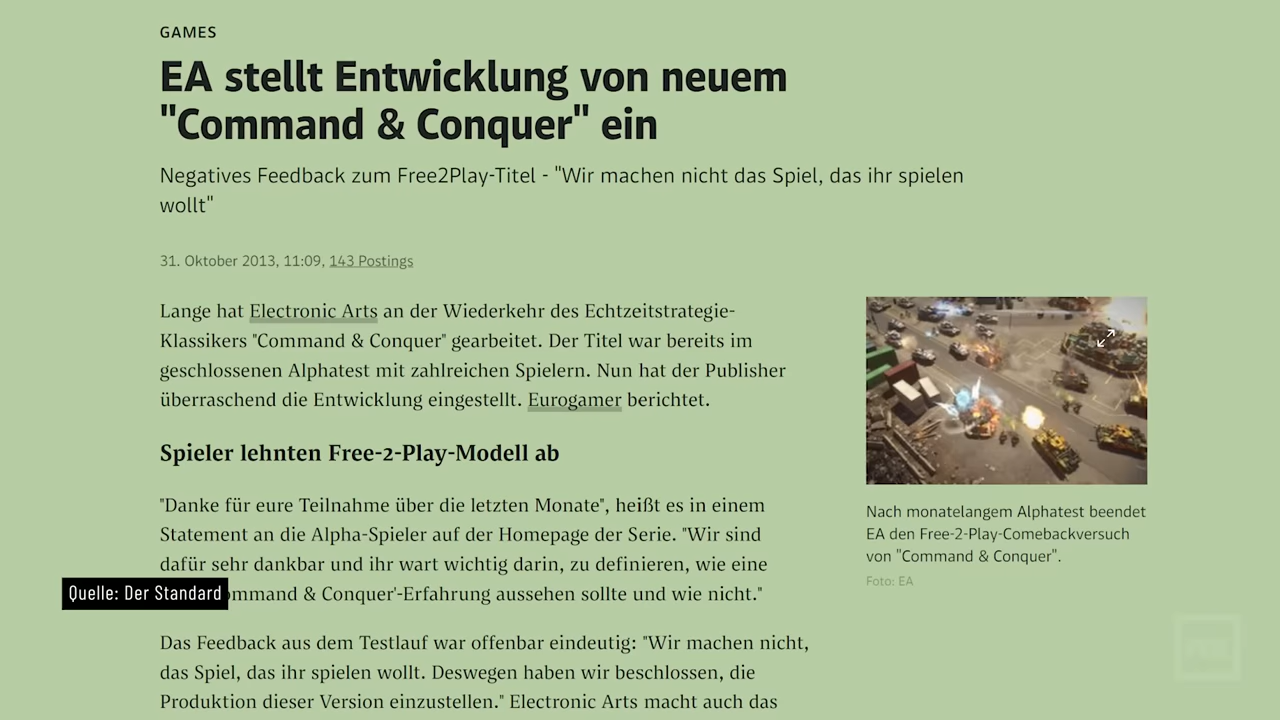 GAMES
EA stellt Entwicklung von neuem
"Command & Conquer" ein
Negatives Feedback zum Free2Play-Titel - "Wir machen nicht das Spiel, das ihr spielen
wollt"
31. Oktober 2013, 11:09, 143 Postings
Lange hat Electronic Arts an der Wiederkehr des Echtzeitstrategie-
Klassikers "Command & Conquer" gearbeitet. Der Titel war bereits im
geschlossenen Alphatest mit zahlreichen Spielern. Nun hat der Publisher
überraschend die Entwicklung eingestellt. Eurogamer berichtet.
Spieler lehnten Free-2-Play-Modell ab
"Danke für eure Teilnahme über die letzten Monate", heißt es in einem
Statement an die Alpha-Spieler auf der Homepage der Serie. "Wir sind
dafür sehr dankbar und ihr wart wichtig darin, zu definieren, wie eine
ommand & Conquer'-Erfahrung aussehen sollte und wie nicht."
Das Feedback aus dem Testlauf war offenbar eindeutig: "Wir machen nicht,
das Spiel, das ihr spielen wollt. Deswegen haben wir beschlossen, die
Produktion dieser Version einzustellen." Electronic Arts macht auch das
Nach monatelangem Alphatest beendet
EA den Free-2-Play-Comebackversuch
von "Command & Conquer".
Foto: EA
Quelle: Der Standard